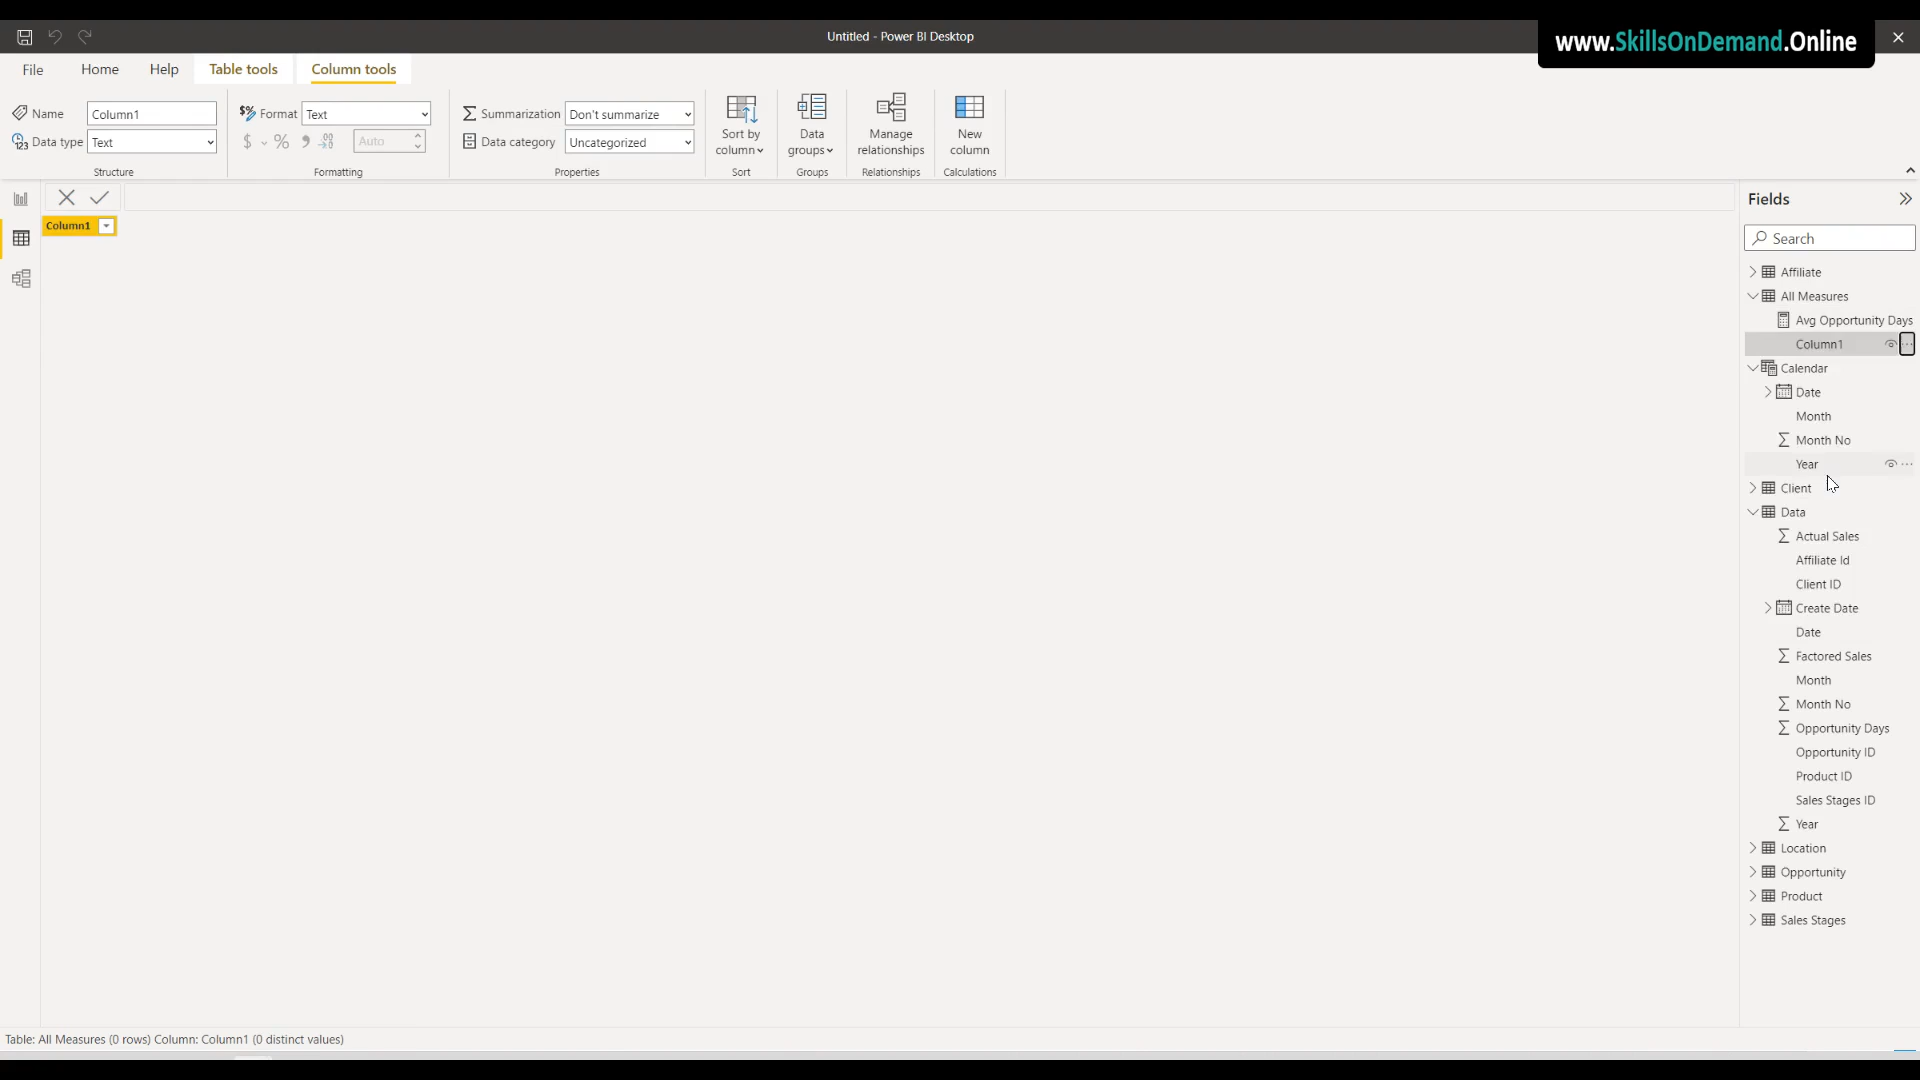 Untitled - Power BI Desktop
www.SkillsOnDemand.Online
File
Home
Help
Table tools
Column tools
Name
Column1
Data type
Text
Structure
Format
Text
$
%
Auto
Formatting
Summarization
Don't summarize
Data category
Uncategorized
Properties
Sort by
column
Sort
Data
groups
Groups
Manage
relationships
Relationships
New
column
Calculations
Column1
Fields
Search
Affiliate
All Measures
Avg Opportunity Days
Column1
Calendar
Date
Month
Month No
Year
Client
Data
Actual Sales
Affiliate Id
Client ID
Create Date
Date
Factored Sales
Month
Month No
Opportunity Days
Opportunity ID
Product ID
Sales Stages ID
Year
Location
Opportunity
Product
Sales Stages
Table: All Measures (0 rows) Column: Column1 (0 distinct values)